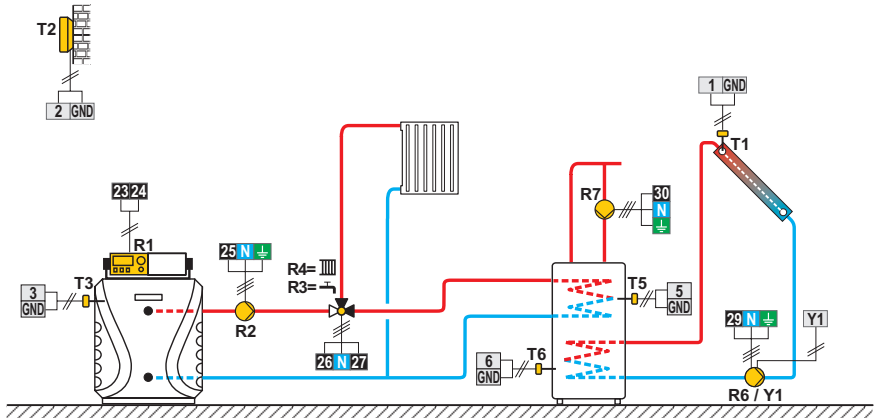 T2
2 GND
1 GND
T1
23 24
R1
25 N
R4=
R3=
R7
30
N
T3
3
GND
R2
26 N 27
T5
5
GND
6
GND
T6
29 N
Y1
R6 / Y1